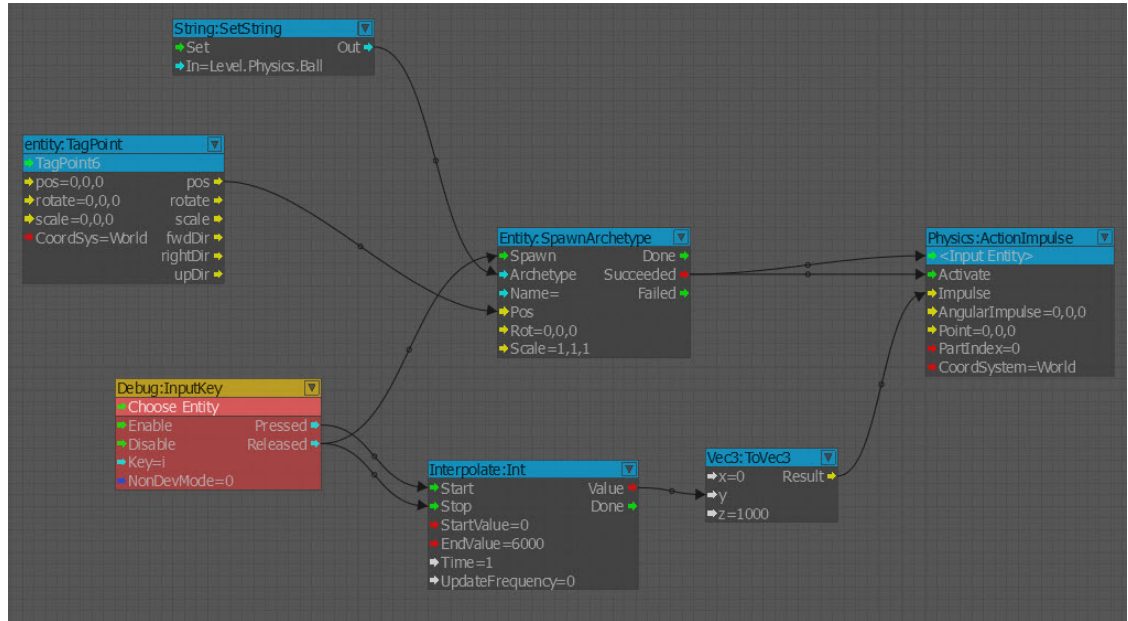 String:SetString
Set Out
In=Level.Physics.Ball
entity:TagPoint
TagPoint6
pos=0,0,0 pos
rotate=0,0,0 rotate
scale=0,0,0 scale
CoordSys=World fwdDir
rightDir
upDir
Entity:SpawnArchetype
Spawn Done
Archetype Succeeded
Name= Failed
Pos
Rot=0,0,0
Scale=1,1,1
Physics:ActionImpulse
<Input Entity>
Activate
Impulse
AngularImpulse=0,0,0
Point=0,0,0
PartIndex=0
CoordSystem=World
Debug:InputKey
Choose Entity
Enable Pressed
Disable Released
Key=i
NonDevMode=0
Interpolate:Int
Start Value
Stop Done
StartValue=0
EndValue=6000
Time=1
UpdateFrequency=0
Vec3:ToVec3
x=0 Result
y
z=1000